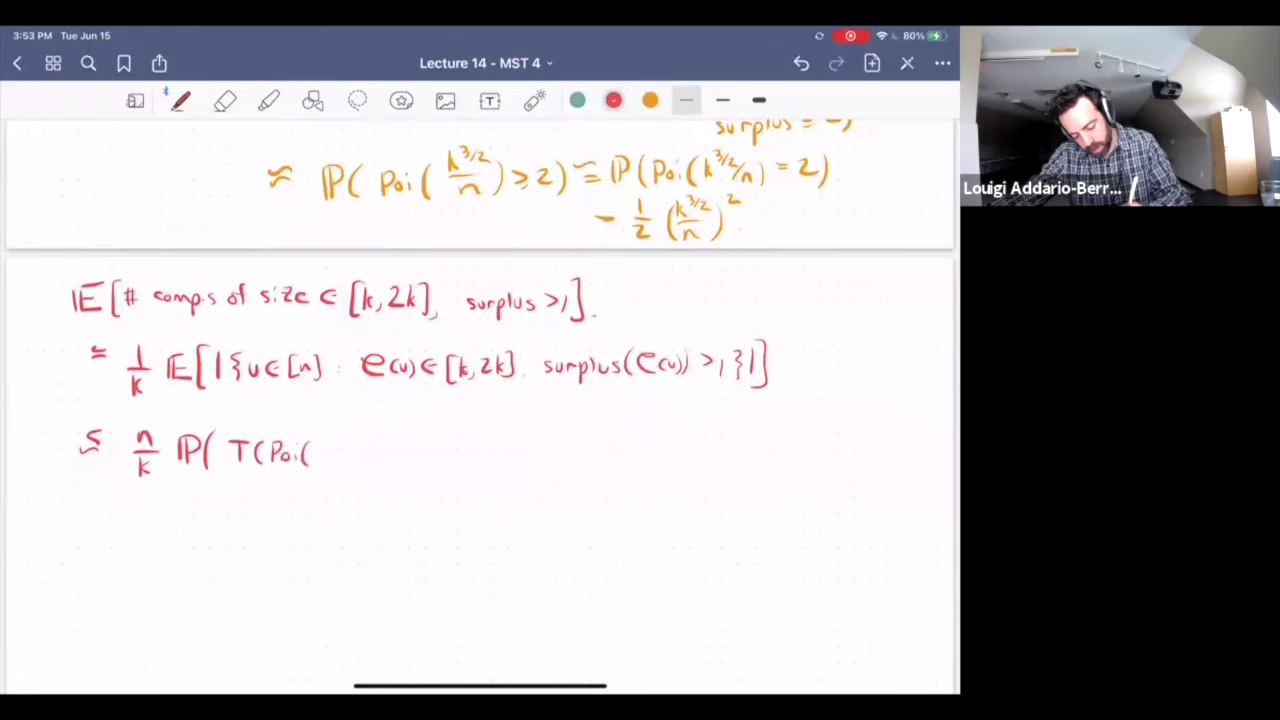 3:53 PM Tue Jun 15
80%
Lecture 14 - MST 4
surplus = 
≈ ℙ( Poi( k^{3/2}/n ) ≥ 2 ) ≈ ℙ( Poi( k^{3/2}/n ) = 2 )
~ 1/2 ( k^{3/2}/n )^2
Louigi Addario-Berr...
𝔼[ # comps of size ∈ [k, 2k], surplus > 1 ].
≍ 1/k 𝔼[ |{ u ∈ [n] : C(u) ∈ [k, 2k], surplus( C(u) ) > 1 }| ]
≲ n/k ℙ( T( Poi(